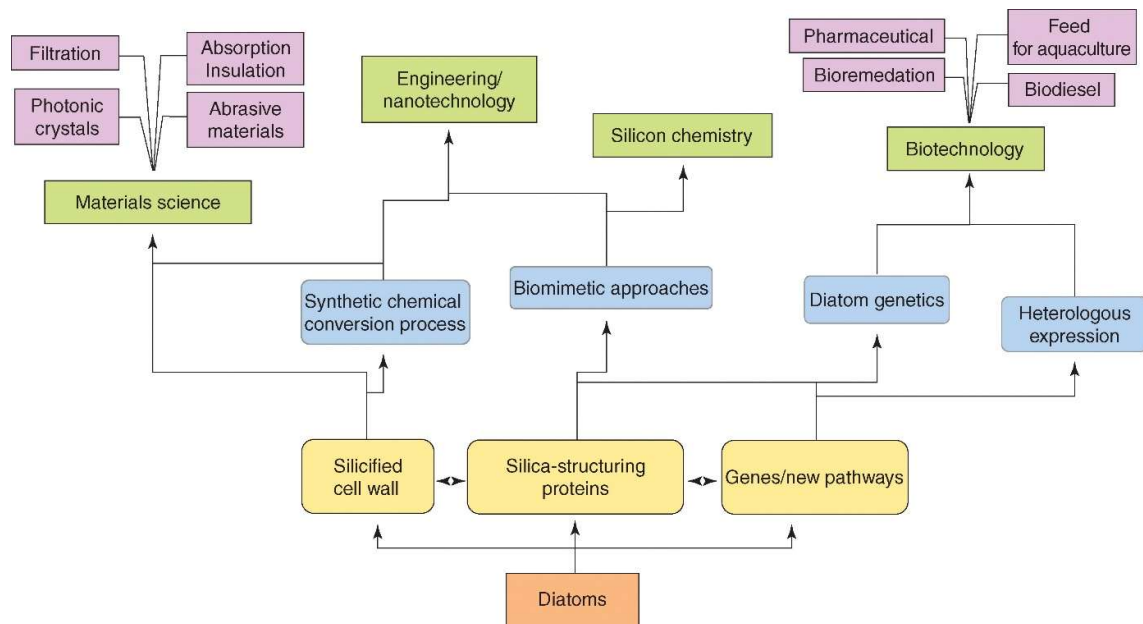 Filtration
Absorption
Insulation
Photonic
crystals
Abrasive
materials
Materials science
Engineering/
nanotechnology
Silicon chemistry
Pharmaceutical
Feed
for aquaculture
Bioremedation
Biodiesel
Biotechnology
Synthetic chemical
conversion process
Biomimetic approaches
Diatom genetics
Heterologous
expression
Silicified
cell wall
Silica-structuring
proteins
Genes/new pathways
Diatoms